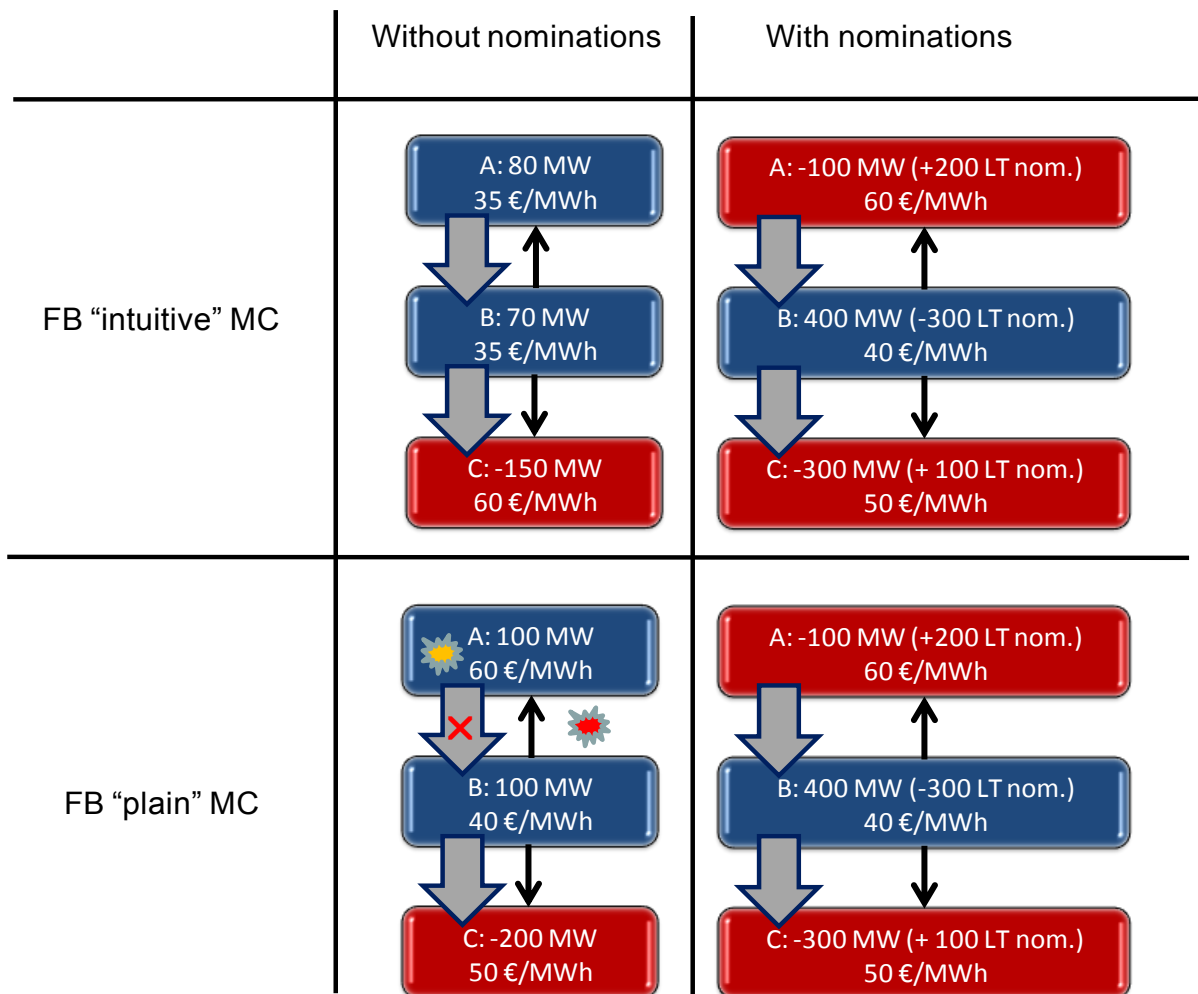 Without nominations
With nominations
FB “intuitive” MC
A: 80 MW
35 €/MWh
B: 70 MW
35 €/MWh
C: -150 MW
60 €/MWh
A: -100 MW (+200 LT nom.)
60 €/MWh
B: 400 MW (-300 LT nom.)
40 €/MWh
C: -300 MW (+ 100 LT nom.)
50 €/MWh
FB “plain” MC
A: 100 MW
60 €/MWh
B: 100 MW
40 €/MWh
C: -200 MW
50 €/MWh
A: -100 MW (+200 LT nom.)
60 €/MWh
B: 400 MW (-300 LT nom.)
40 €/MWh
C: -300 MW (+ 100 LT nom.)
50 €/MWh